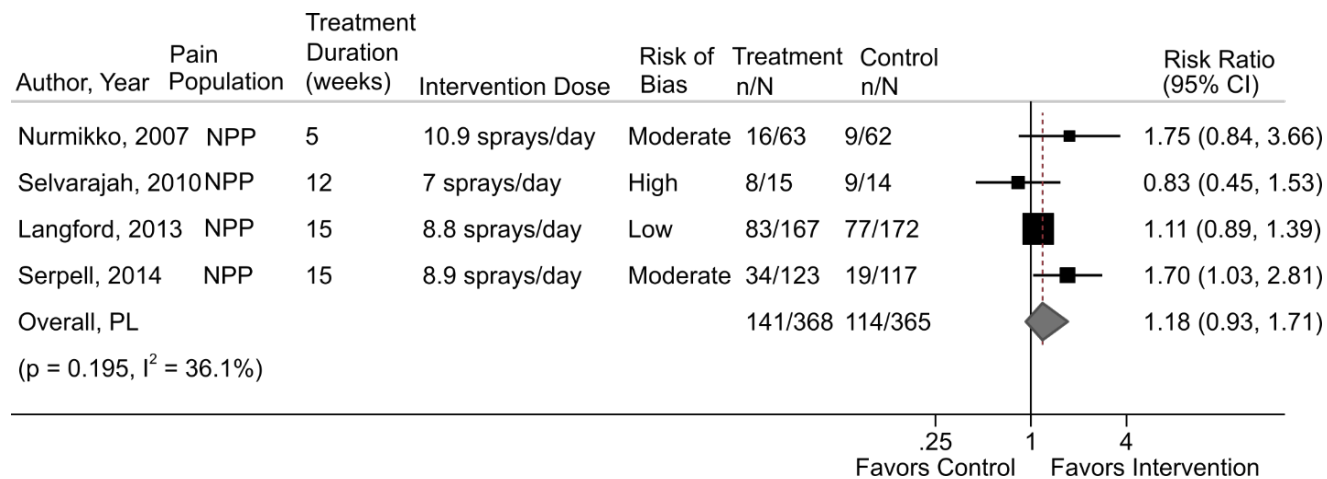 Author, Year Pain Population Treatment Duration (weeks) Intervention Dose Risk of Bias Treatment n/N Control n/N Risk Ratio (95% CI)
Nurmikko, 2007 NPP 5 10.9 sprays/day Moderate 16/63 9/62 1.75 (0.84, 3.66)
Selvarajah, 2010 NPP 12 7 sprays/day High 8/15 9/14 0.83 (0.45, 1.53)
Langford, 2013 NPP 15 8.8 sprays/day Low 83/167 77/172 1.11 (0.89, 1.39)
Serpell, 2014 NPP 15 8.9 sprays/day Moderate 34/123 19/117 1.70 (1.03, 2.81)
Overall, PL 141/368 114/365 1.18 (0.93, 1.71)
(p = 0.195, I² = 36.1%)
.25 1 4
Favors Control Favors Intervention